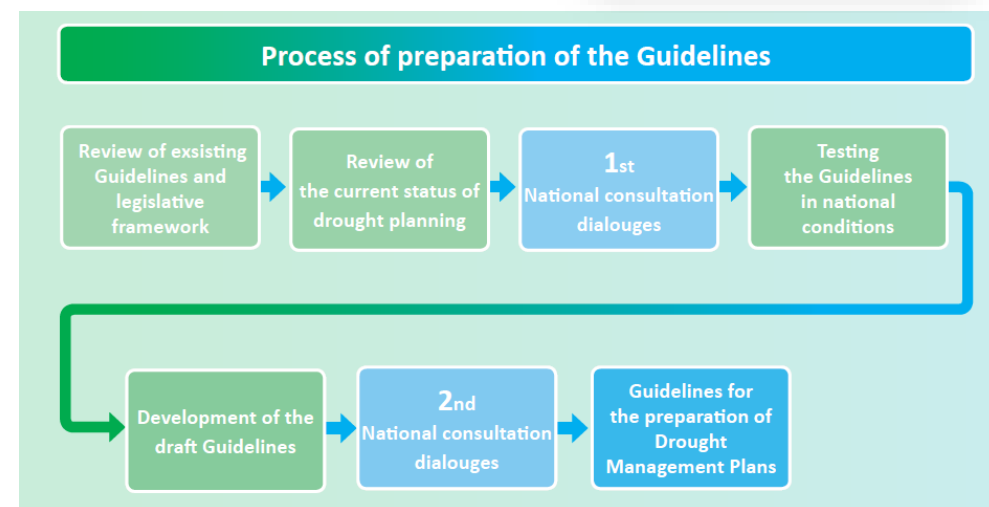 Process of preparation of the Guidelines
Review of exsisting
Guidelines and
legislative
framework
Review of
the current status of
drought planning
1st
National consultation
dialouges
Testing
the Guidelines
in national
conditions
Development of the
draft Guidelines
2nd
National consultation
dialouges
Guidelines for
the preparation of
Drought
Management Plans